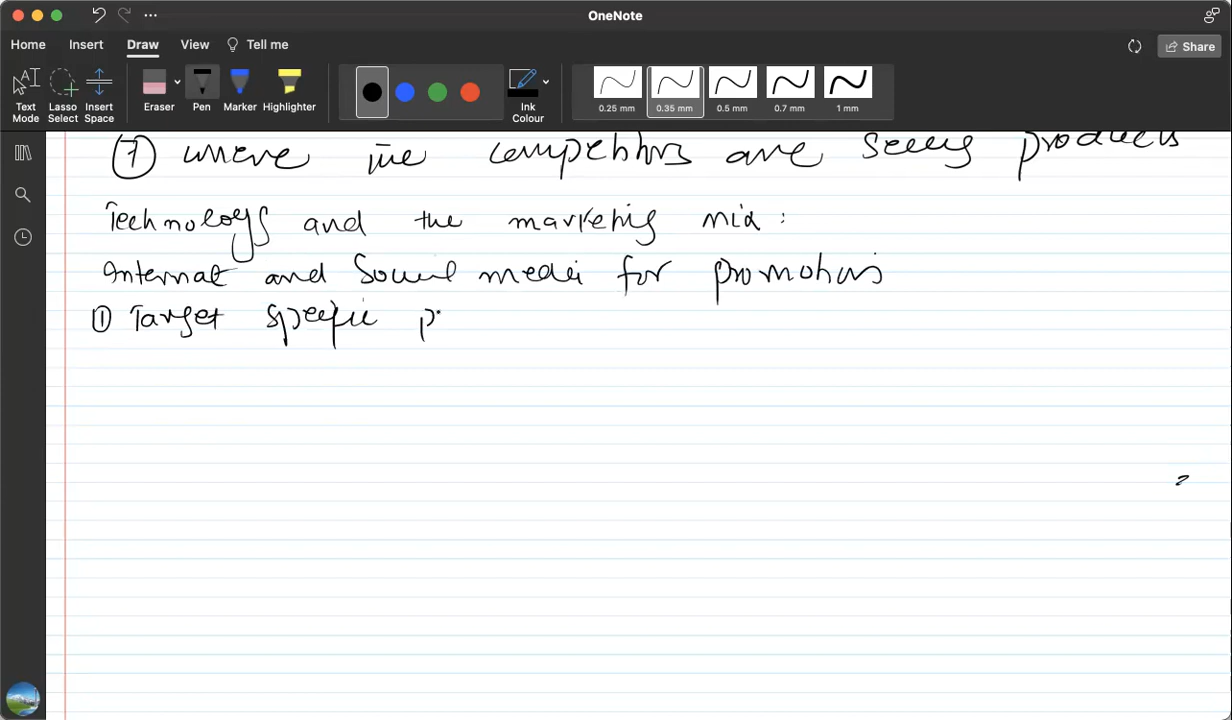 OneNote
Home Insert Draw View Tell me Share
Text Mode Lasso Select Insert Space Eraser Pen Marker Highlighter Ink Colour 0.25 mm 0.35 mm 0.5 mm 0.7 mm 1 mm
7 where the competitors are products
Technology and the marketing mix :
Internat and Social media for promotions
① Target specific p